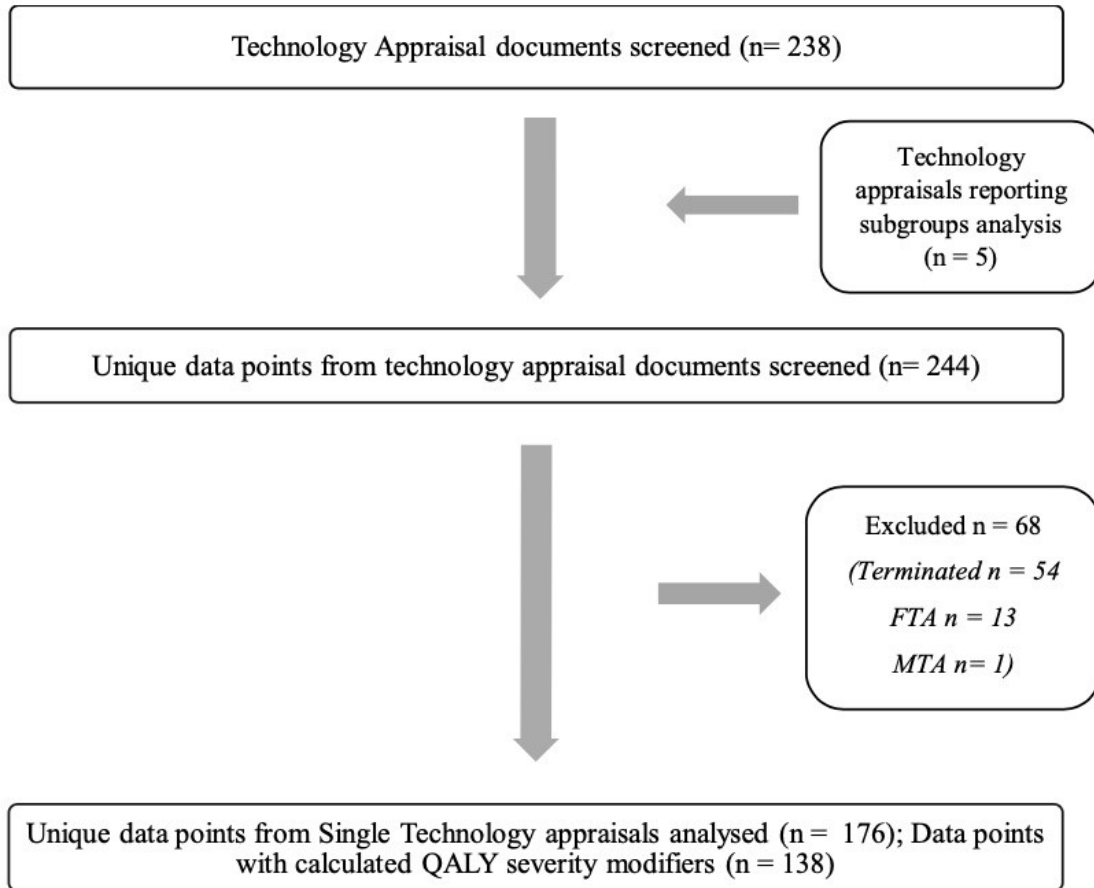 Technology Appraisal documents screened (n= 238)
Technology
appraisals reporting
subgroups analysis
(n = 5)
Unique data points from technology appraisal documents screened (n= 244)
Excluded n = 68
(Terminated n = 54
FTA n = 13
MTA n= 1)
Unique data points from Single Technology appraisals analysed (n =  176); Data points
with calculated QALY severity modifiers (n = 138)